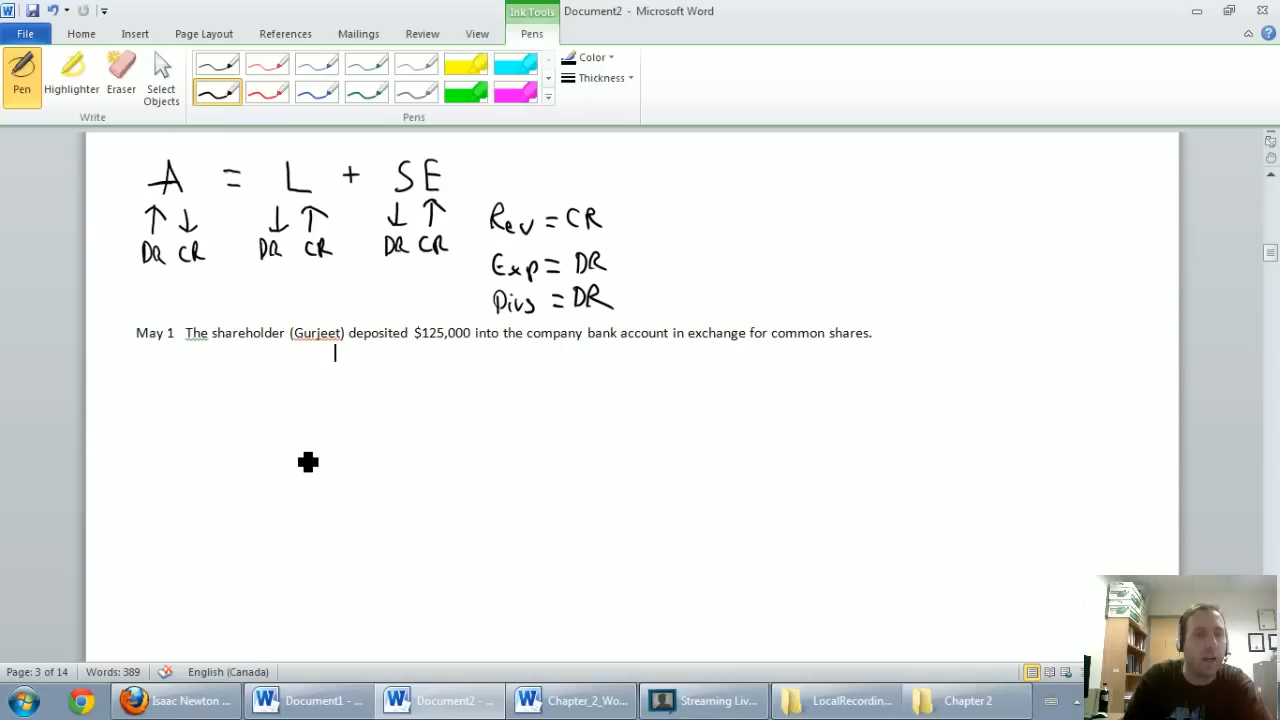 Ink Tools
Document2 - Microsoft Word
File Home Insert Page Layout References Mailings Review View Pens
Pen Highlighter Eraser Select Objects
Color
Thickness
Write Pens
A = L + SE
DR CR DR CR DR CR
Rev = CR
Exp = DR
Divs = DR
May 1 The shareholder (Gurjeet) deposited $125,000 into the company bank account in exchange for common shares.
Page: 3 of 14 Words: 389 English (Canada)
Isaac Newton ... Document1 - ... Document2 - ... Chapter_2_Wo... Streaming Liv... LocalRecordin... Chapter 2